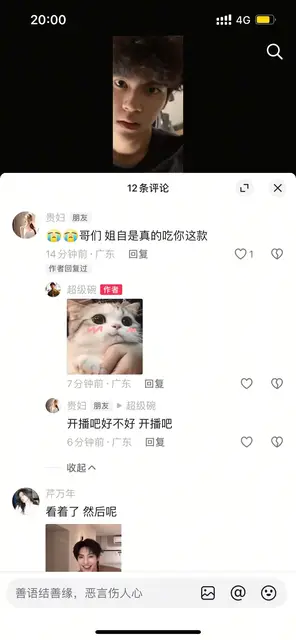 20:00
4G
12条评论
贵妇 朋友
😭😭哥们 姐自是真的吃你这款
14分钟前·广东 回复 1
作者回复过
超级碗 作者
7分钟前·广东 回复
贵妇 朋友 ▶ 超级碗
开播吧好不好 开播吧
6分钟前·广东 回复
收起
芹万年
看着了 然后呢
善语结善缘，恶言伤人心